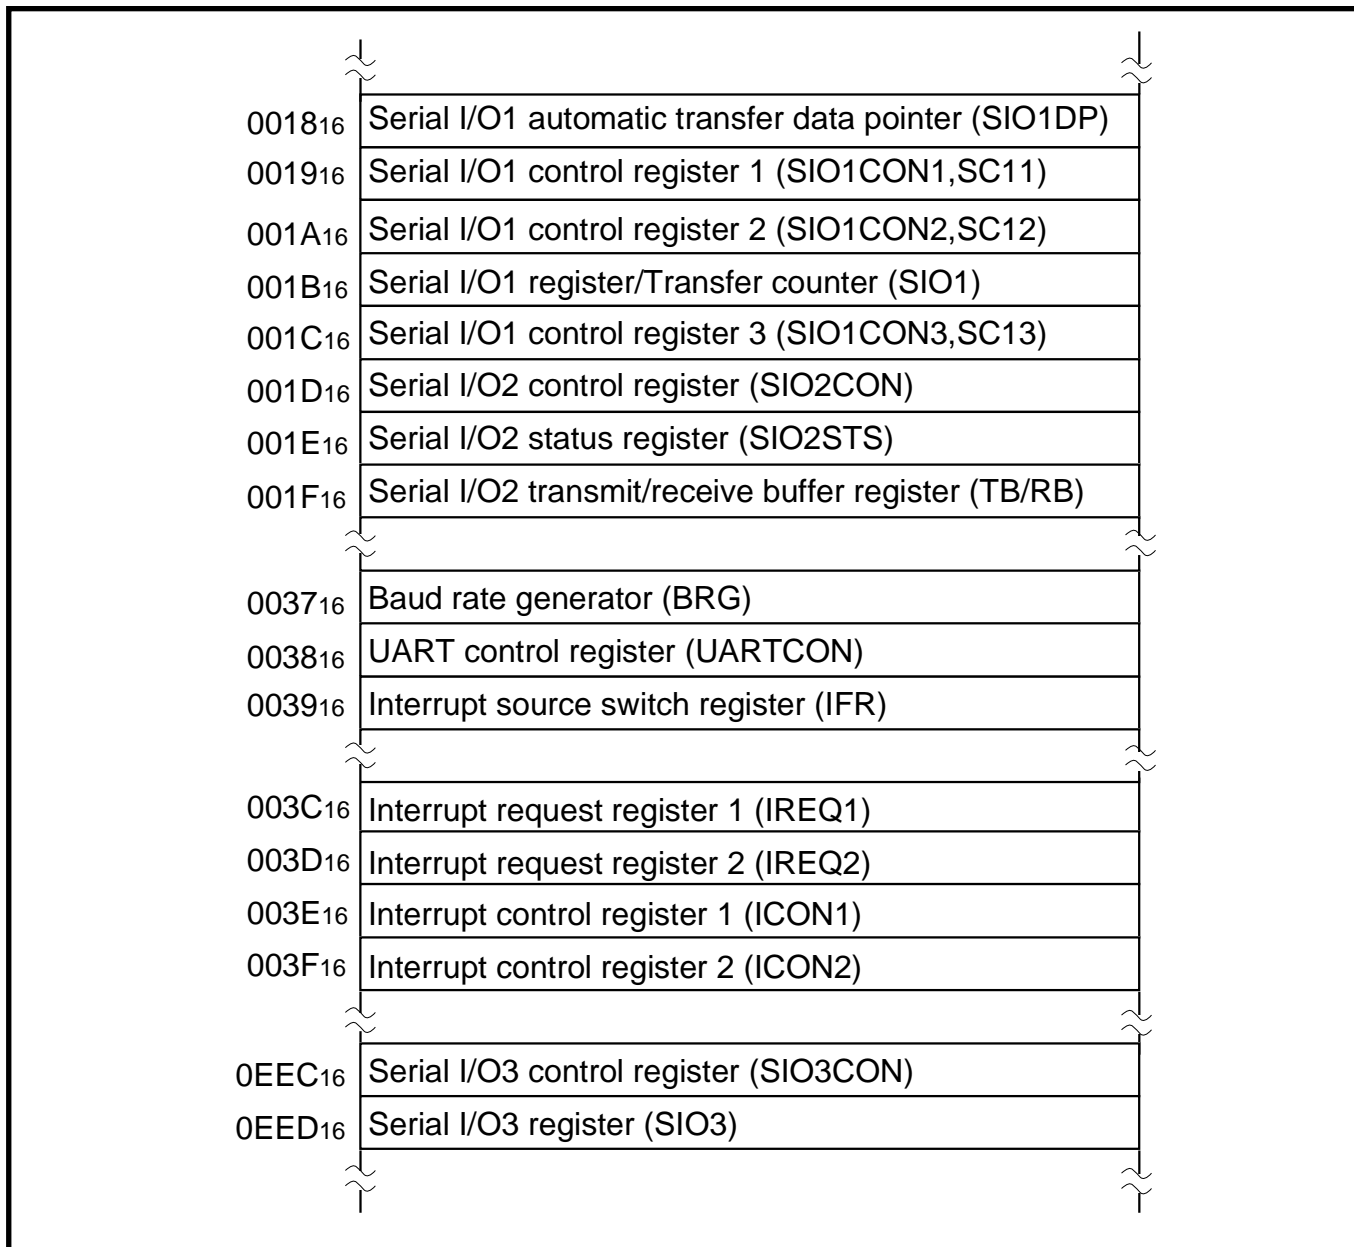 0018₁₆ Serial I/O1 automatic transfer data pointer (SIO1DP)
0019₁₆ Serial I/O1 control register 1 (SIO1CON1,SC11)
001A₁₆ Serial I/O1 control register 2 (SIO1CON2,SC12)
001B₁₆ Serial I/O1 register/Transfer counter (SIO1)
001C₁₆ Serial I/O1 control register 3 (SIO1CON3,SC13)
001D₁₆ Serial I/O2 control register (SIO2CON)
001E₁₆ Serial I/O2 status register (SIO2STS)
001F₁₆ Serial I/O2 transmit/receive buffer register (TB/RB)
0037₁₆ Baud rate generator (BRG)
0038₁₆ UART control register (UARTCON)
0039₁₆ Interrupt source switch register (IFR)
003C₁₆ Interrupt request register 1 (IREQ1)
003D₁₆ Interrupt request register 2 (IREQ2)
003E₁₆ Interrupt control register 1 (ICON1)
003F₁₆ Interrupt control register 2 (ICON2)
0EEC₁₆ Serial I/O3 control register (SIO3CON)
0EED₁₆ Serial I/O3 register (SIO3)